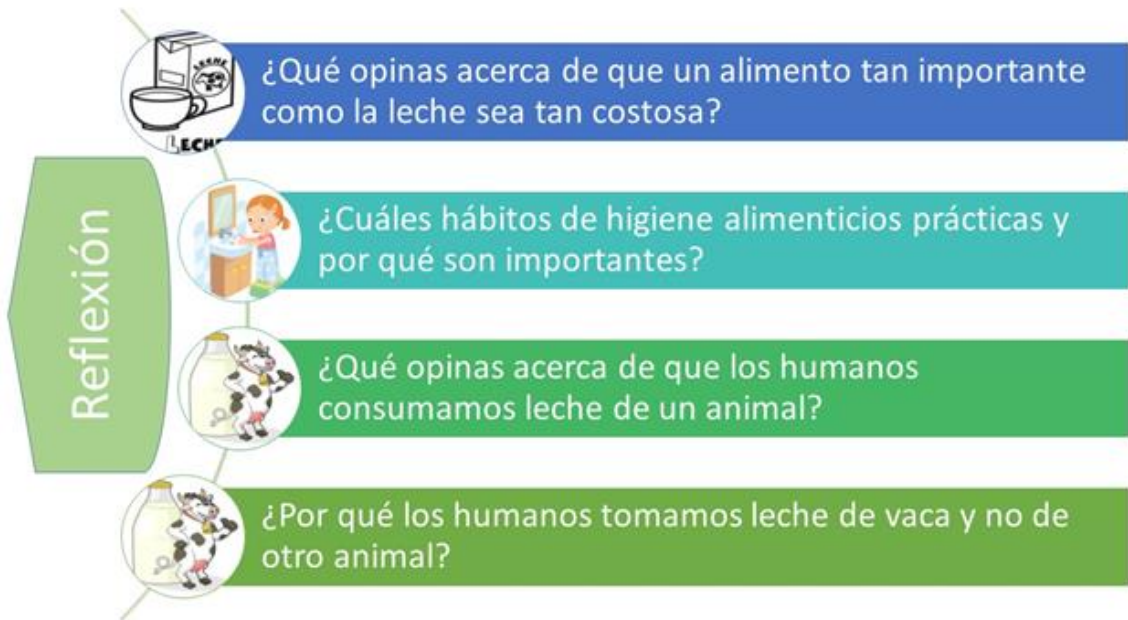 Reflexión
LECHE
LECHE
¿Qué opinas acerca de que un alimento tan importante
como la leche sea tan costosa?
¿Cuáles hábitos de higiene alimenticios prácticas y
por qué son importantes?
¿Qué opinas acerca de que los humanos
consumamos leche de un animal?
¿Por qué los humanos tomamos leche de vaca y no de
otro animal?